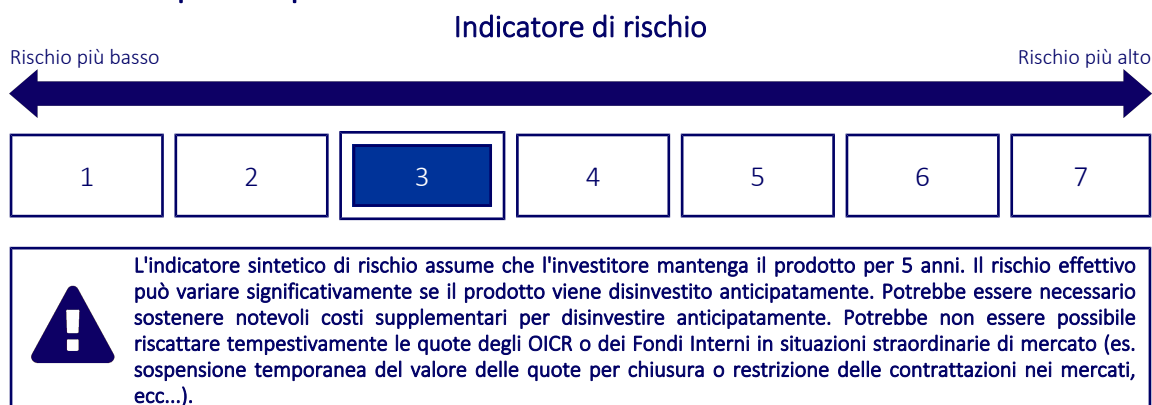 Indicatore di rischio
Rischio più basso
Rischio più alto
1 2 3 4 5 6 7
L'indicatore sintetico di rischio assume che l'investitore mantenga il prodotto per 5 anni. Il rischio effettivo
può variare significativamente se il prodotto viene disinvestito anticipatamente. Potrebbe essere necessario
sostenere notevoli costi supplementari per disinvestire anticipatamente. Potrebbe non essere possibile
riscattare tempestivamente le quote degli OICR o dei Fondi Interni in situazioni straordinarie di mercato (es.
sospensione temporanea del valore delle quote per chiusura o restrizione delle contrattazioni nei mercati,
ecc...).